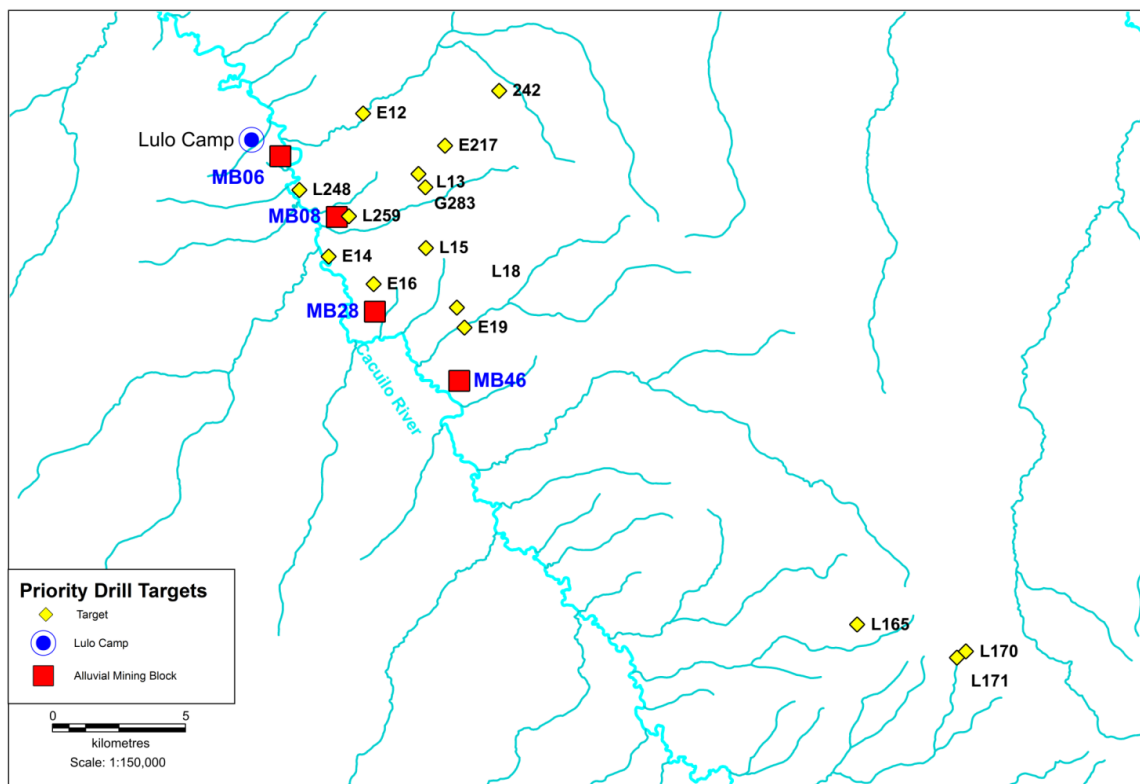 242
E12
Lulo Camp
E217
MB06
L13
L248
G283
MB08
L259
L15
E14
L18
E16
MB28
E19
Cacuilo River
MB46
Priority Drill Targets
Target
Lulo Camp
Alluvial Mining Block
L165
L170
L171
0 5
kilometres
Scale: 1:150,000